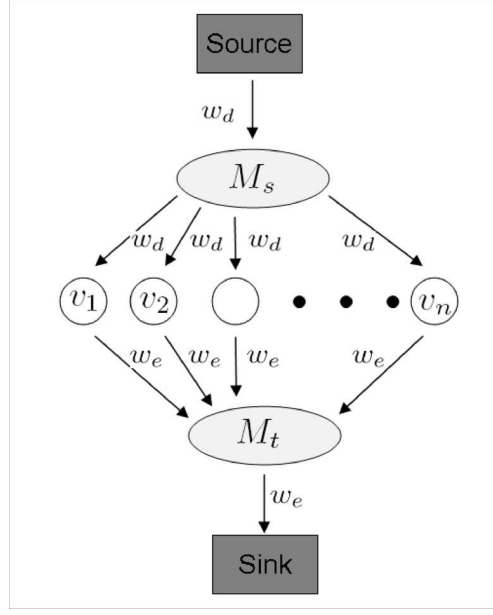 Source
w_d
M_s
w_d w_d w_d w_d
v_1 v_2 v_n
w_e w_e w_e w_e
M_t
w_e
Sink